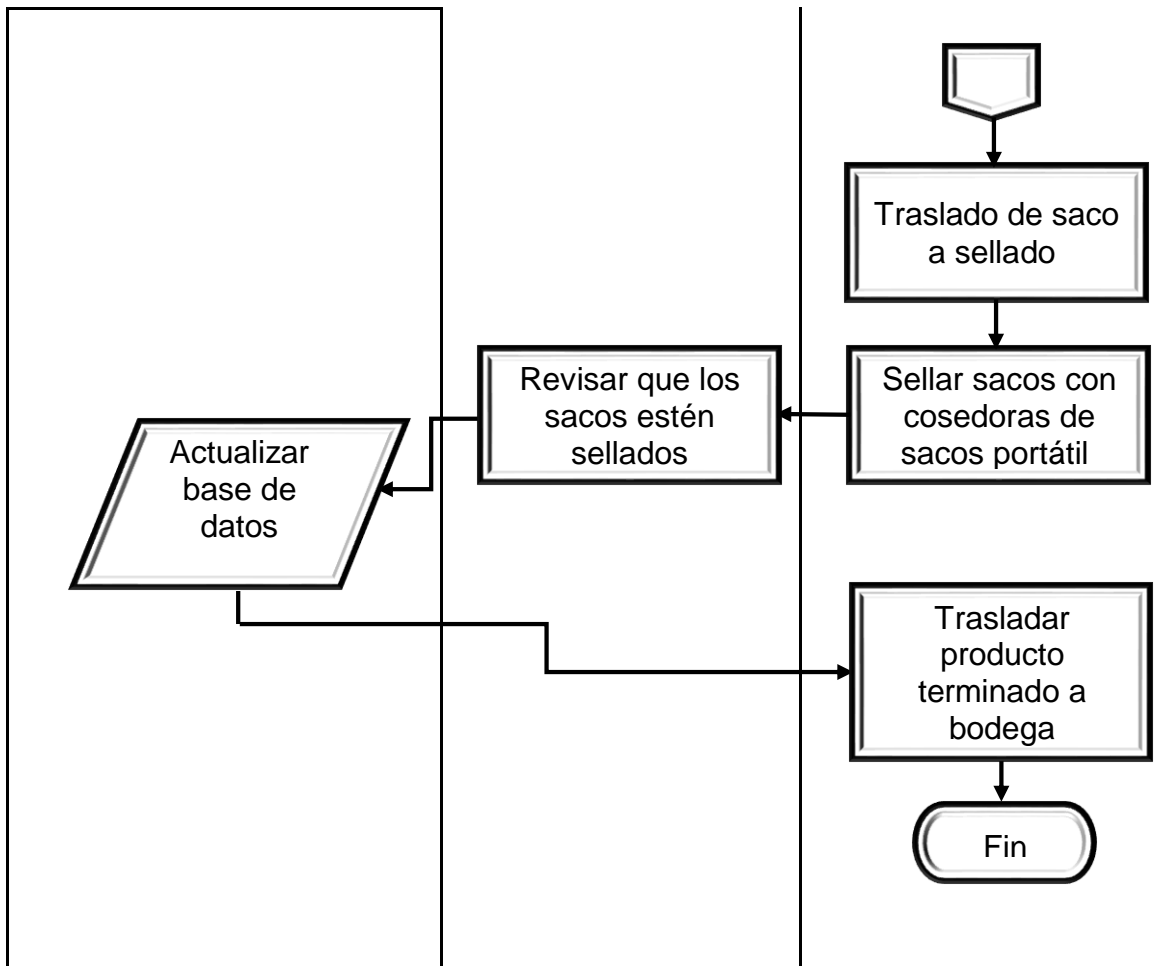 Traslado de saco
a sellado
Sellar sacos con
cosedoras de
sacos portátil
Revisar que los
sacos estén
sellados
Actualizar
base de
datos
Trasladar
producto
terminado a
bodega
Fin